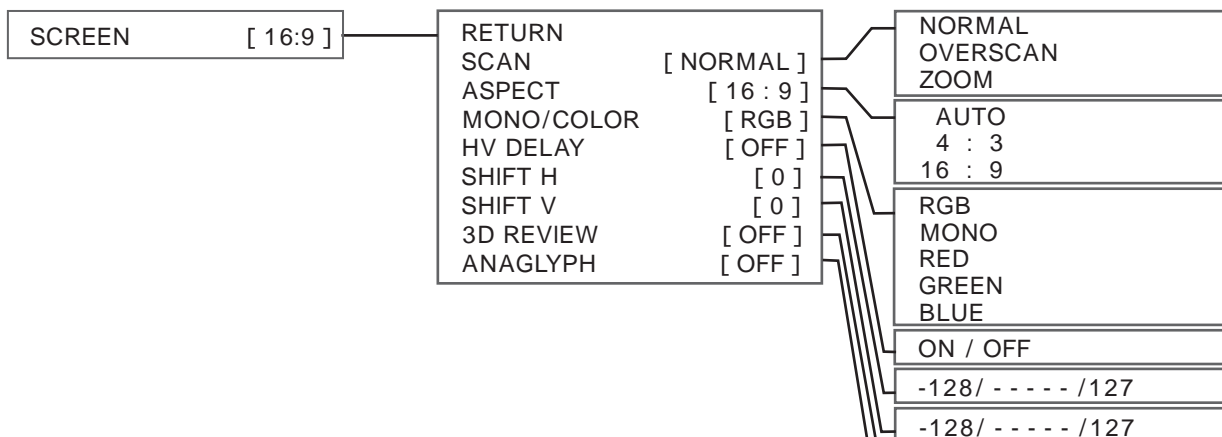 SCREEN [ 16:9 ]
RETURN
SCAN [ NORMAL ]
ASPECT [ 16 : 9 ]
MONO/COLOR [ RGB ]
HV DELAY [ OFF ]
SHIFT H [ 0 ]
SHIFT V [ 0 ]
3D REVIEW [ OFF ]
ANAGLYPH [ OFF ]
NORMAL
OVERSCAN
ZOOM
AUTO
4 : 3
16 : 9
RGB
MONO
RED
GREEN
BLUE
ON / OFF
-128/ - - - - - /127
-128/ - - - - - /127